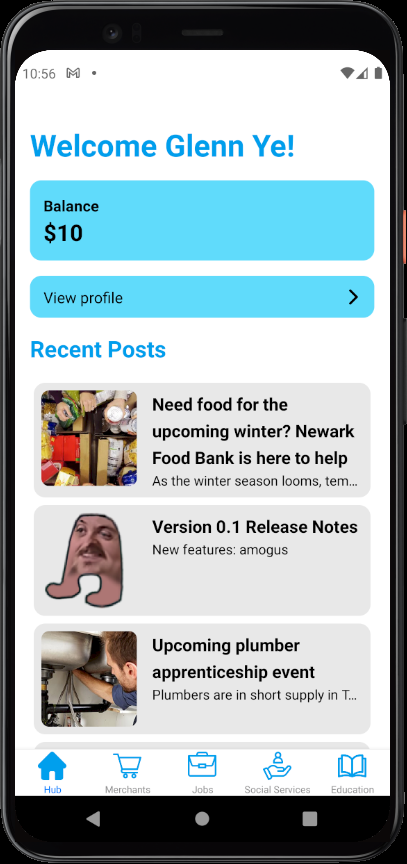 10:56
Welcome Glenn Ye!
Balance
$10
View profile
Recent Posts
Need food for the
upcoming winter? Newark
Food Bank is here to help
As the winter season looms, tem...
Version 0.1 Release Notes
New features: amogus
Upcoming plumber
apprenticeship event
Plumbers are in short supply in T...
Hub
Merchants
Jobs
Social Services
Education